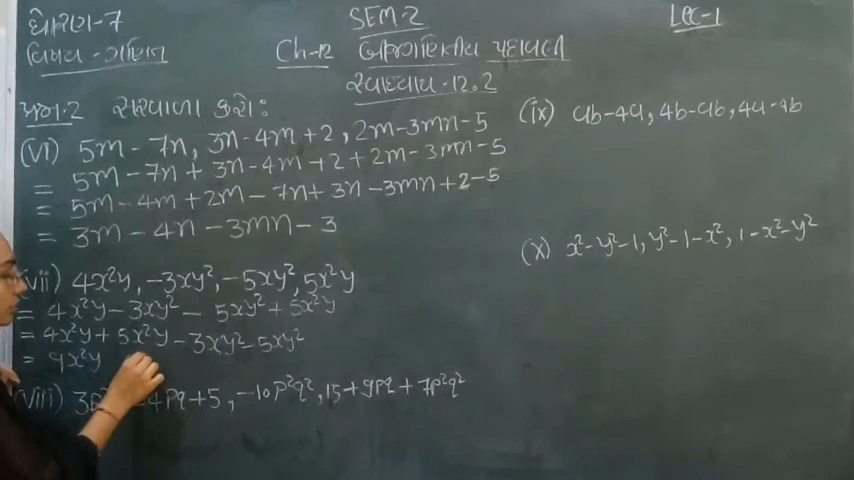 ધોરણ-7
SEM-2
Lec-1
વિષય-ગણિત
Ch-12 બીજગણિતીય પદાવલી
સ્વાધ્યાય-12.2
પ્રશ્ન.2 સરવાળા કરો:
(vi) 5m - 7n, 3n - 4m + 2, 2m - 3mn - 5
= 5m - 7n + 3n - 4m + 2 + 2m - 3mn - 5
= 5m - 4m + 2m - 7n + 3n - 3mn + 2 - 5
= 3m - 4n - 3mn - 3
(vii) 4x²y, -3xy², -5xy², 5x²y
= 4x²y - 3xy² - 5xy² + 5x²y
= 4x²y + 5x²y - 3xy² - 5xy²
= 9x²y
(viii) 4pq + 5, -10p²q², 15 + 9pq + 7p²q²
(ix) ab - 4a, 4b - ab, 4a - 4b
(x) x² - y² - 1, y² - 1 - x², 1 - x² - y²